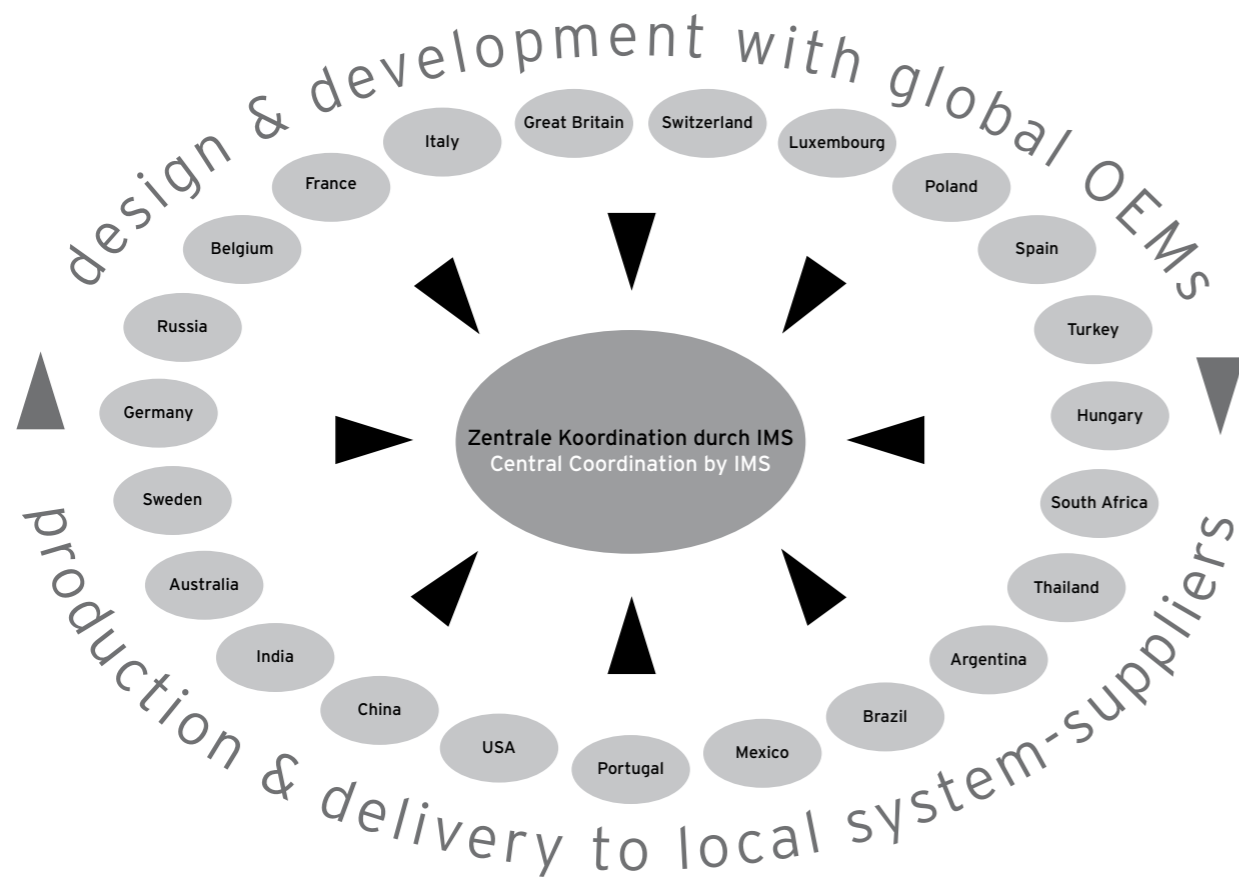 design & development with global OEMs
Great Britain
Switzerland
Italy
Luxembourg
France
Poland
Belgium
Spain
Russia
Turkey
Germany
Hungary
Zentrale Koordination durch IMS
Central Coordination by IMS
Sweden
South Africa
Australia
Thailand
India
Argentina
China
Brazil
USA
Mexico
Portugal
production & delivery to local system-suppliers